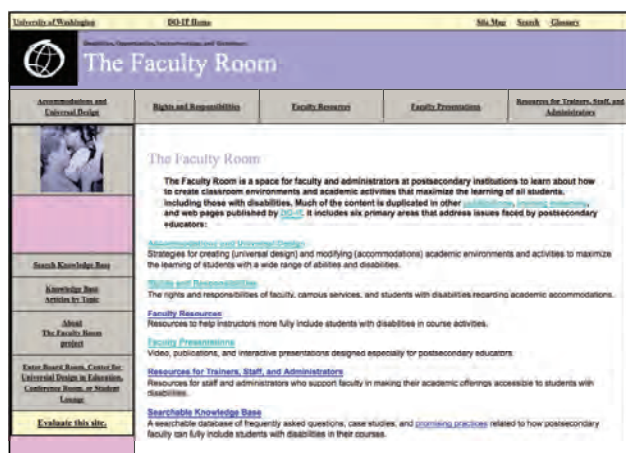 University of Washington
DO-IT Home
Site Map Search Glossary
Disabilities, Opportunities, Internetworking, and Technology
The Faculty Room
Accommodations and
Universal Design
Rights and Responsibilities
Faculty Resources
Faculty Presentations
Resources for Trainers, Staff, and
Administrators
Search Knowledge Base
Knowledge Base
Articles by Topic
About
The Faculty Room
project
Enter Board Room, Center for
Universal Design in Education,
Conference Room, or Student
Lounge
Evaluate this site.
The Faculty Room
The Faculty Room is a space for faculty and administrators at postsecondary institutions to learn about how
to create classroom environments and academic activities that maximize the learning of all students,
including those with disabilities. Much of the content is duplicated in other publications, training materials,
and web pages published by DO-IT. It includes six primary areas that address issues faced by postsecondary
educators:
Accommodations and Universal Design
Strategies for creating (universal design) and modifying (accommodations) academic environments and activities to maximize
the learning of students with a wide range of abilities and disabilities.
Rights and Responsibilities
The rights and responsibilities of faculty, campus services, and students with disabilities regarding academic accommodations.
Faculty Resources
Resources to help instructors more fully include students with disabilities in course activities.
Faculty Presentations
Video, publications, and interactive presentations designed especially for postsecondary educators.
Resources for Trainers, Staff, and Administrators
Resources for staff and administrators who support faculty in making their academic offerings accessible to students with
disabilities.
Searchable Knowledge Base
A searchable database of frequently asked questions, case studies, and promising practices related to how postsecondary
faculty can fully include students with disabilities in their courses.